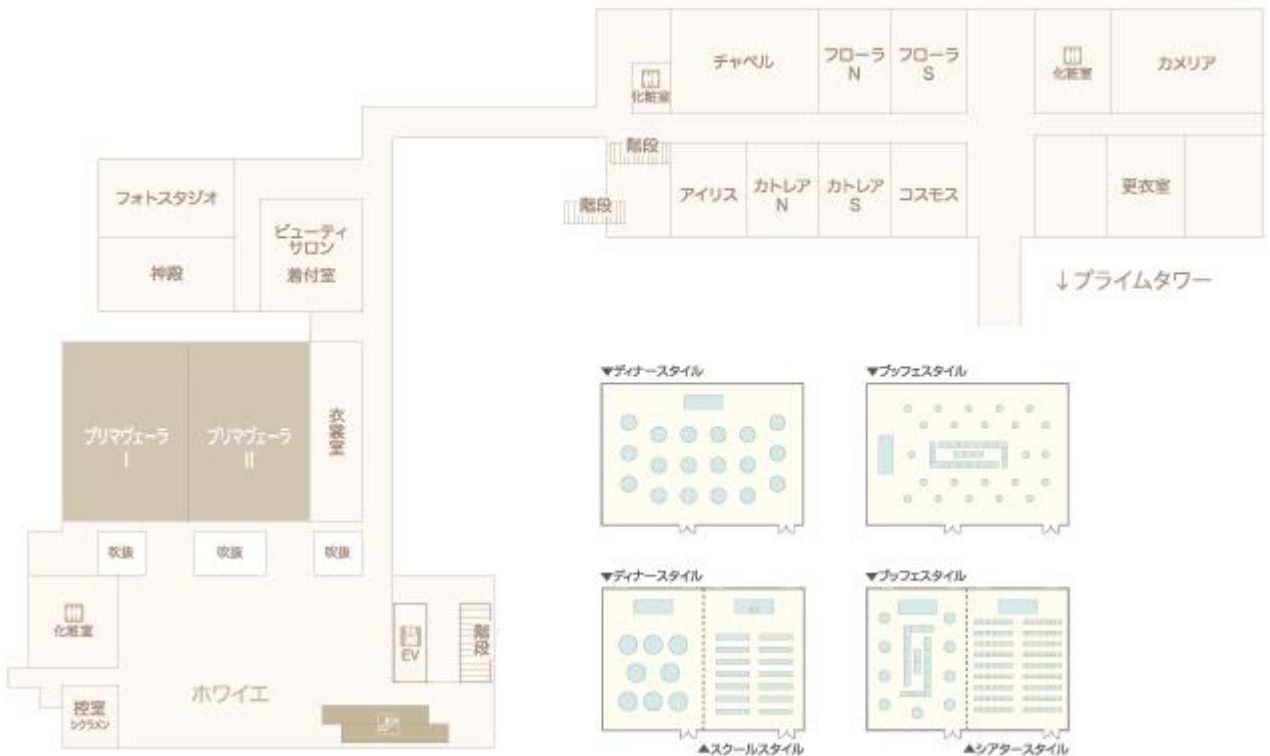 チャペル
フローラ
N
フローラ
S
化粧室
カメリア
化粧室
階段
階段
アイリス
カトレア
N
カトレア
S
コスモス
更衣室
↓プライムタワー
フォトスタジオ
神殿
ビューティ
サロン
着付室
プリマヴェーラ
I
プリマヴェーラ
II
衣裳室
吹抜
吹抜
吹抜
化粧室
EV
階段
ホワイエ
控室
シクラメン
▼ディナースタイル
▼ブッフェスタイル
▼ディナースタイル
▼ブッフェスタイル
▲スクールスタイル
▲シアタースタイル